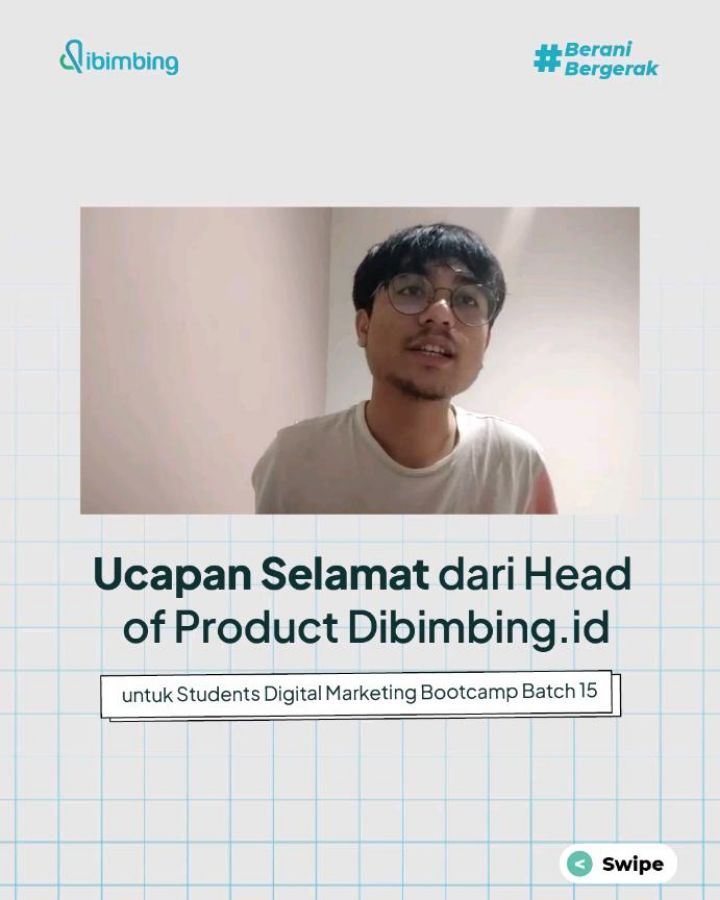 Dibimbing
#Berani
Bergerak
Ucapan Selamat dari Head
of Product Dibimbing.id
untuk Students Digital Marketing Bootcamp Batch 15
< Swipe